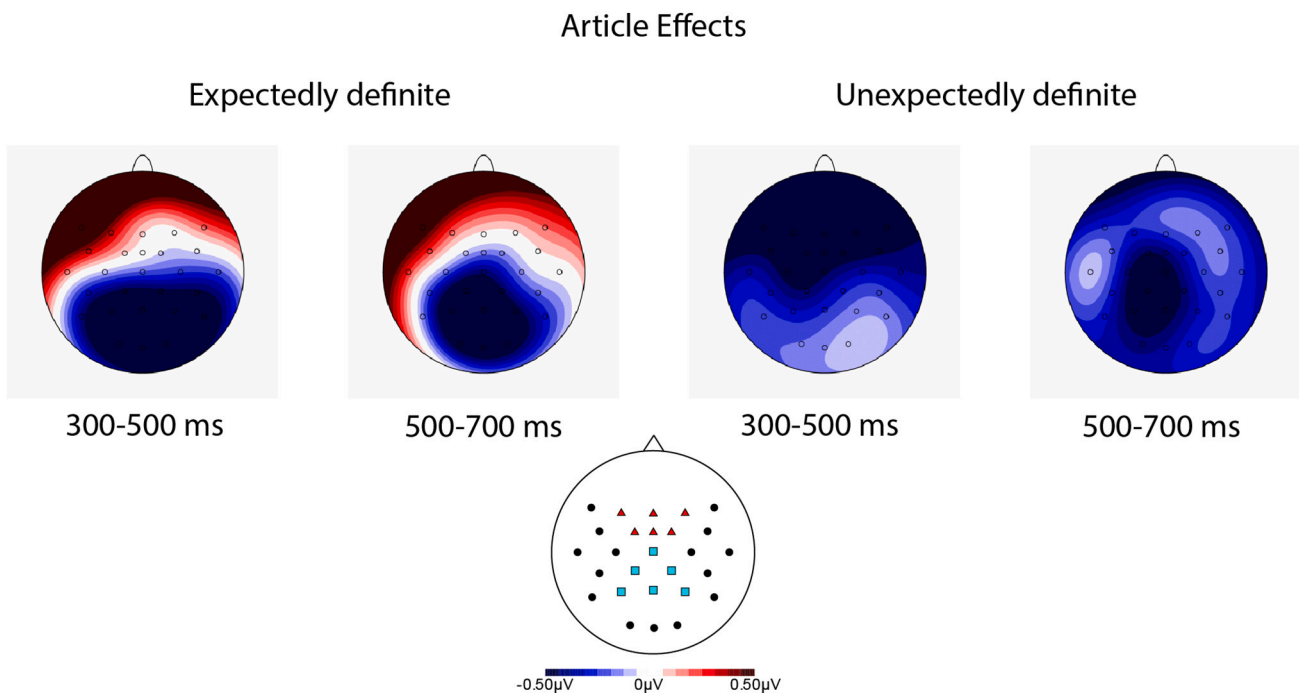 Article Effects
Expectedly definite
Unexpectedly definite
300-500 ms
500-700 ms
300-500 ms
500-700 ms
-0.50µV 0µV 0.50µV